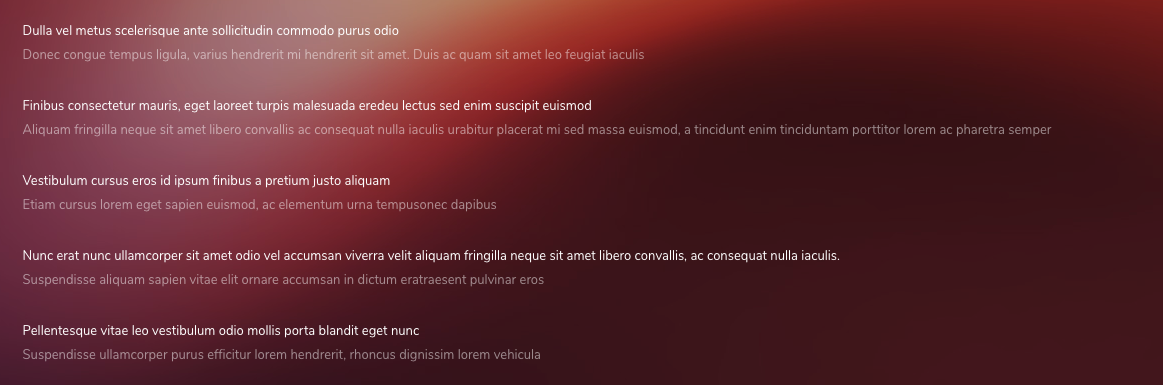 Dulla vel metus scelerisque ante sollicitudin commodo purus odio
Donec congue tempus ligula, varius hendrerit mi hendrerit sit amet. Duis ac quam sit amet leo feugiat iaculis
Finibus consectetur mauris, eget laoreet turpis malesuada eredeu lectus sed enim suscipit euismod
Aliquam fringilla neque sit amet libero convallis ac consequat nulla iaculis urabitur placerat mi sed massa euismod, a tincidunt enim tinciduntam porttitor lorem ac pharetra semper
Vestibulum cursus eros id ipsum finibus a pretium justo aliquam
Etiam cursus lorem eget sapien euismod, ac elementum urna tempusonec dapibus
Nunc erat nunc ullamcorper sit amet odio vel accumsan viverra velit aliquam fringilla neque sit amet libero convallis, ac consequat nulla iaculis.
Suspendisse aliquam sapien vitae elit ornare accumsan in dictum eratraesent pulvinar eros
Pellentesque vitae leo vestibulum odio mollis porta blandit eget nunc
Suspendisse ullamcorper purus efficitur lorem hendrerit, rhoncus dignissim lorem vehicula